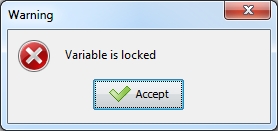 Warning
Variable is locked
Accept